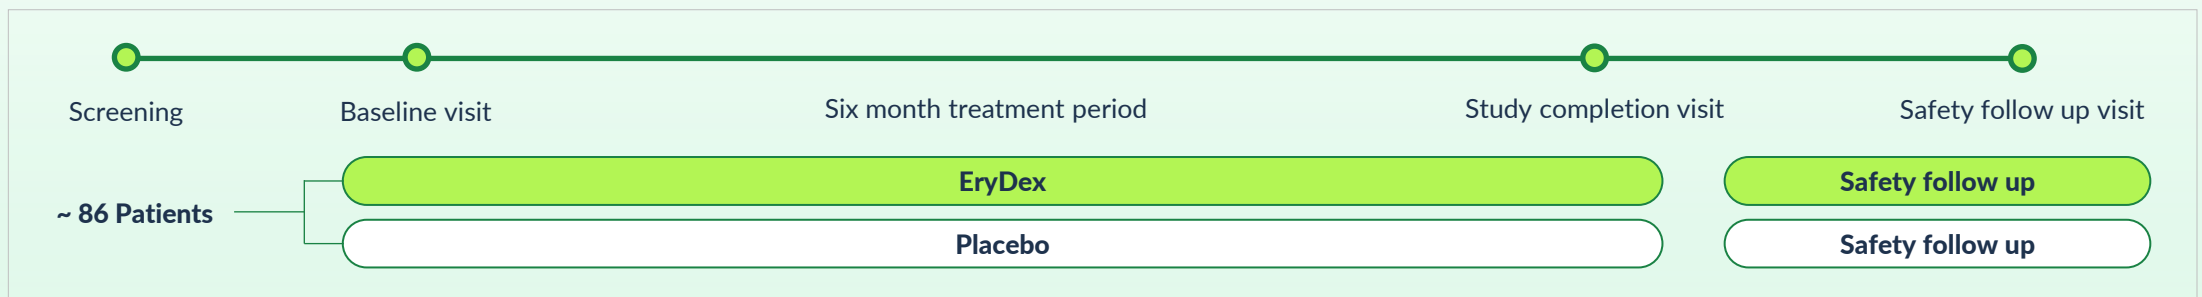 Screening
Baseline visit
Six month treatment period
Study completion visit
Safety follow up visit
~ 86 Patients
EryDex
Safety follow up
Placebo
Safety follow up